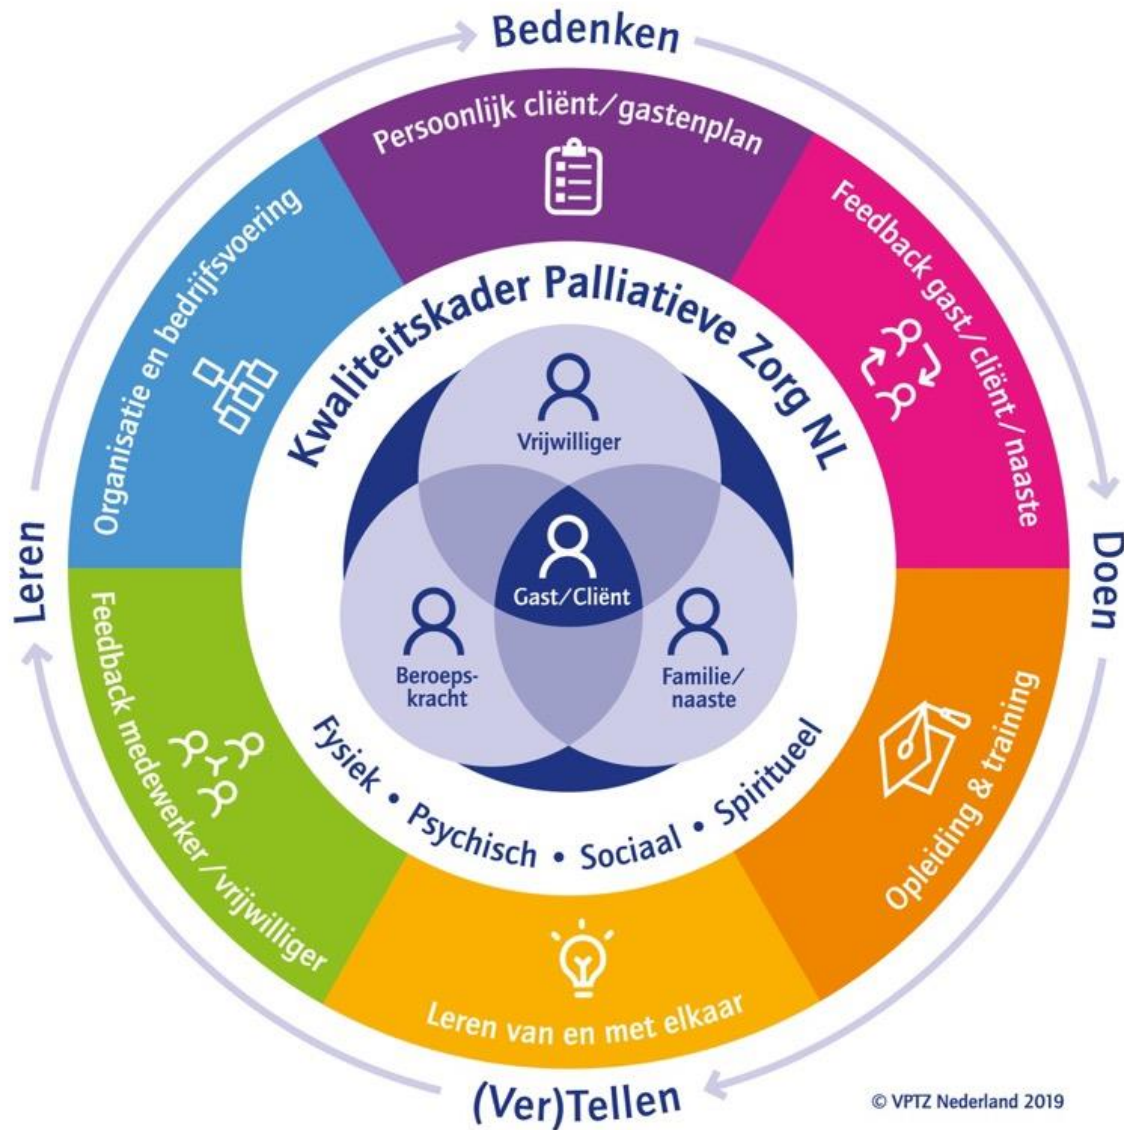 Bedenken
Persoonlijk cliënt/gastenplan
Feedback gast/cliënt/naaste
Organisatie en bedrijfsvoering
Kwaliteitskader Palliatieve Zorg NL
Vrijwilliger
Gast/Cliënt
Beroeps-
kracht
Familie/
naaste
Leren
Doen
Fysiek • Psychisch • Sociaal • Spiritueel
Feedback medewerker/vrijwilliger
Opleiding & training
Leren van en met elkaar
(Ver)Tellen
© VPTZ Nederland 2019